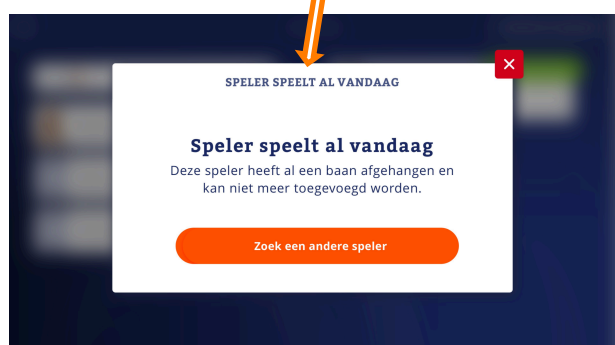 SPELER SPEELT AL VANDAAG
Speler speelt al vandaag
Deze speler heeft al een baan afgehangen en
kan niet meer toegevoegd worden.
Zoek een andere speler